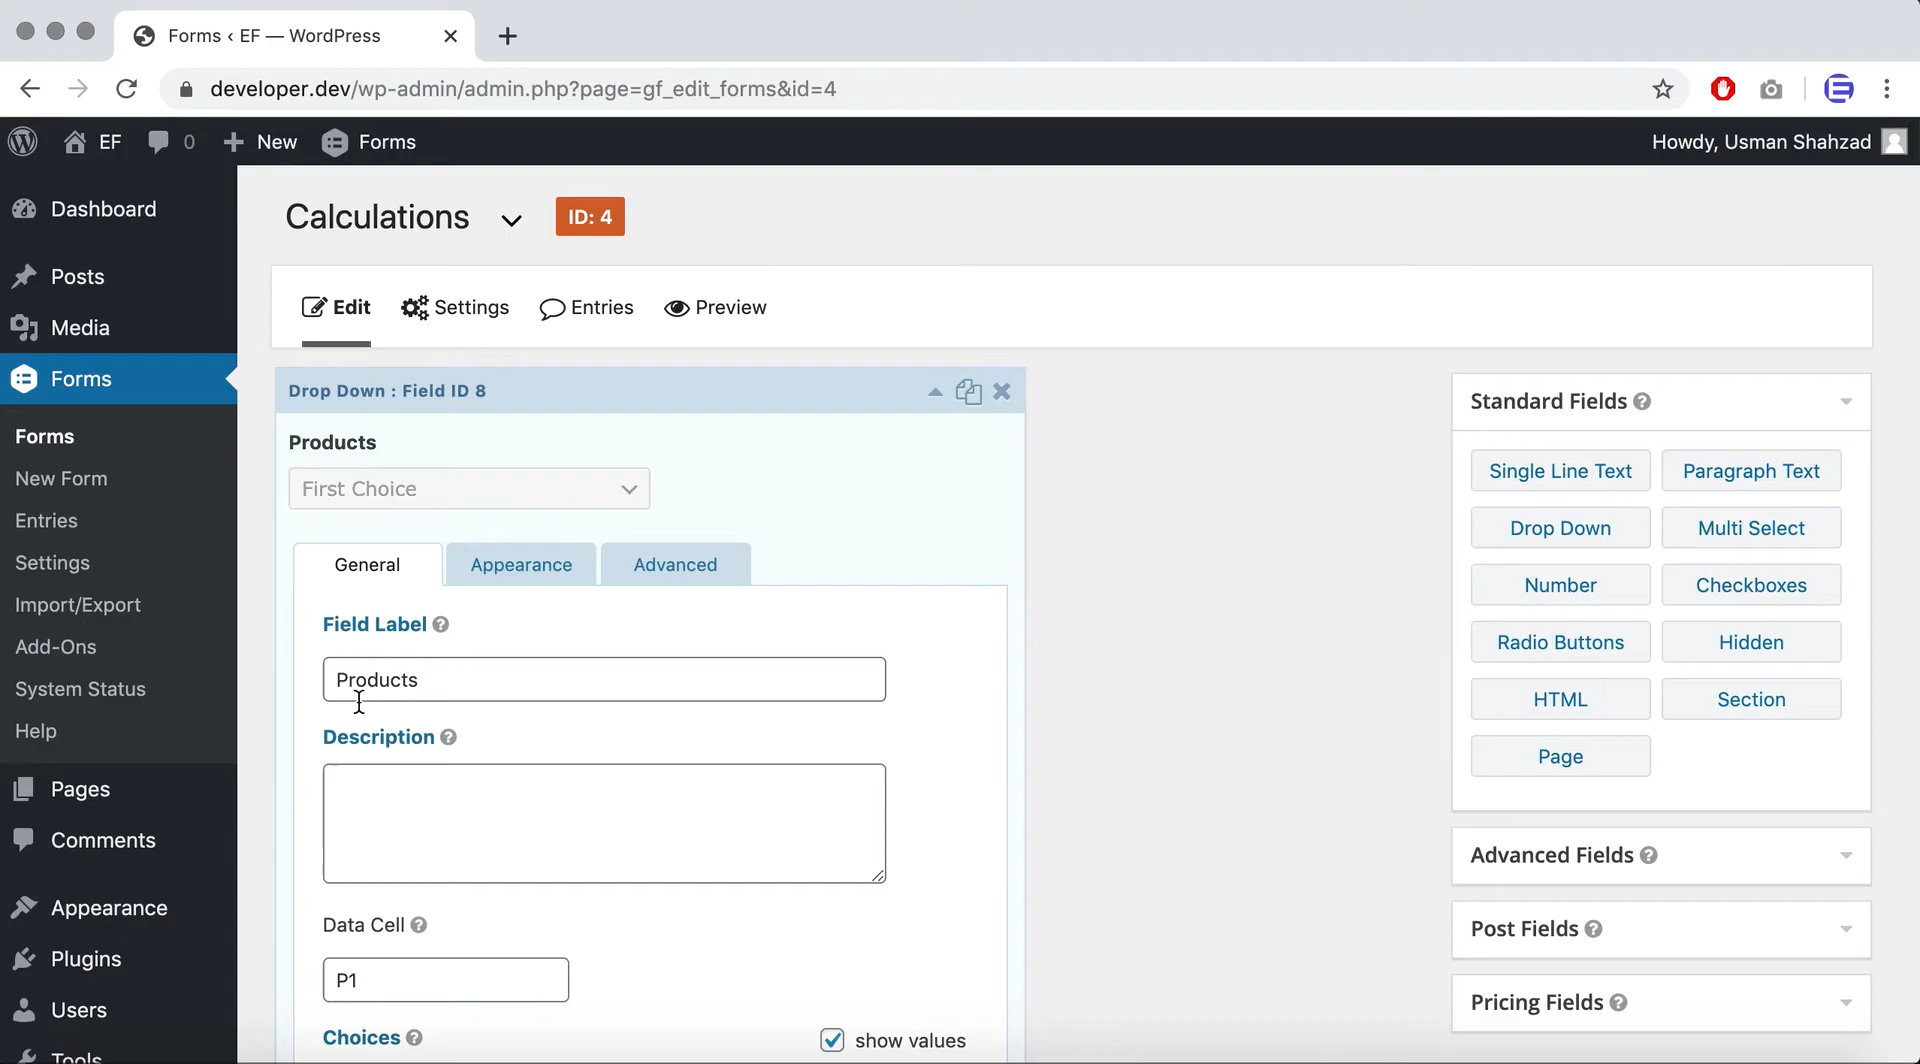 Forms ‹ EF — WordPress
developer.dev/wp-admin/admin.php?page=gf_edit_forms&id=4
EF 0 New Forms Howdy, Usman Shahzad
Dashboard
Posts
Media
Forms
Forms
New Form
Entries
Settings
Import/Export
Add-Ons
System Status
Help
Pages
Comments
Appearance
Plugins
Users
Tools
Calculations ID: 4
Edit Settings Entries Preview
Drop Down : Field ID 8
Products
First Choice
General Appearance Advanced
Field Label
Products
Description
Data Cell
P1
Choices show values
Standard Fields
Single Line Text Paragraph Text
Drop Down Multi Select
Number Checkboxes
Radio Buttons Hidden
HTML Section
Page
Advanced Fields
Post Fields
Pricing Fields